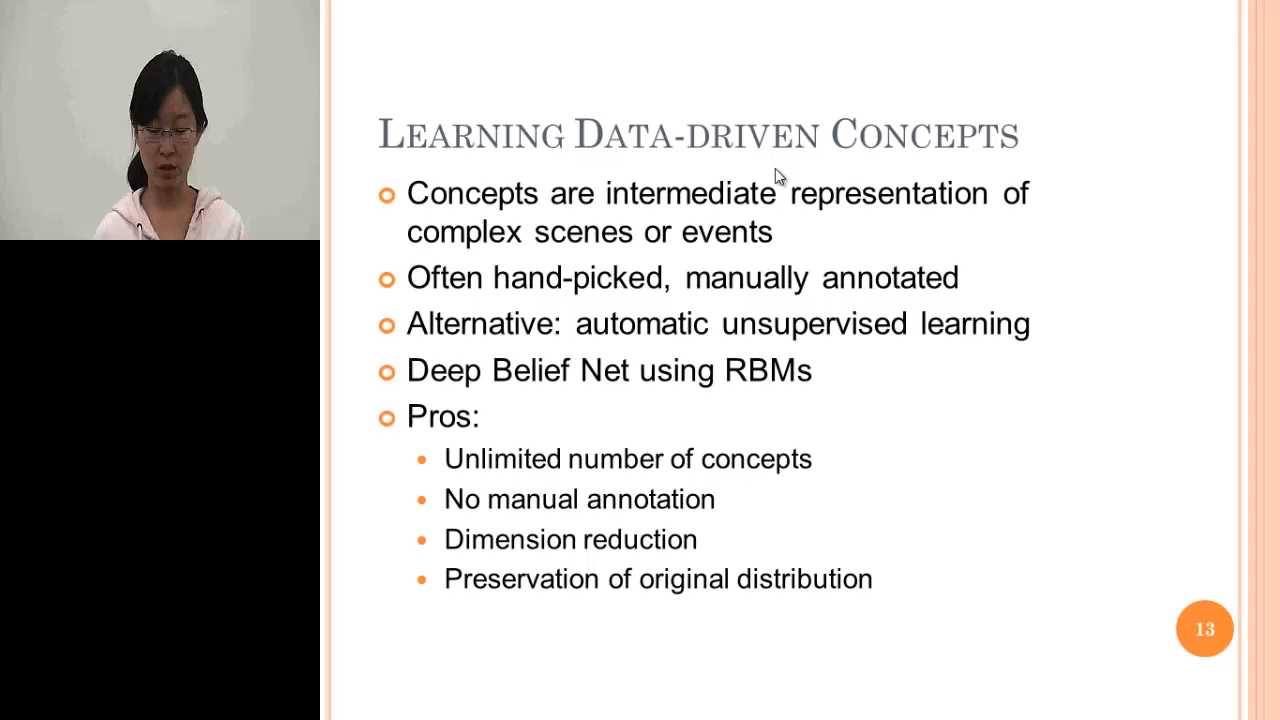 LEARNING DATA-DRIVEN CONCEPTS
Concepts are intermediate representation of
complex scenes or events
Often hand-picked, manually annotated
Alternative: automatic unsupervised learning
Deep Belief Net using RBMs
Pros:
Unlimited number of concepts
No manual annotation
Dimension reduction
Preservation of original distribution
13